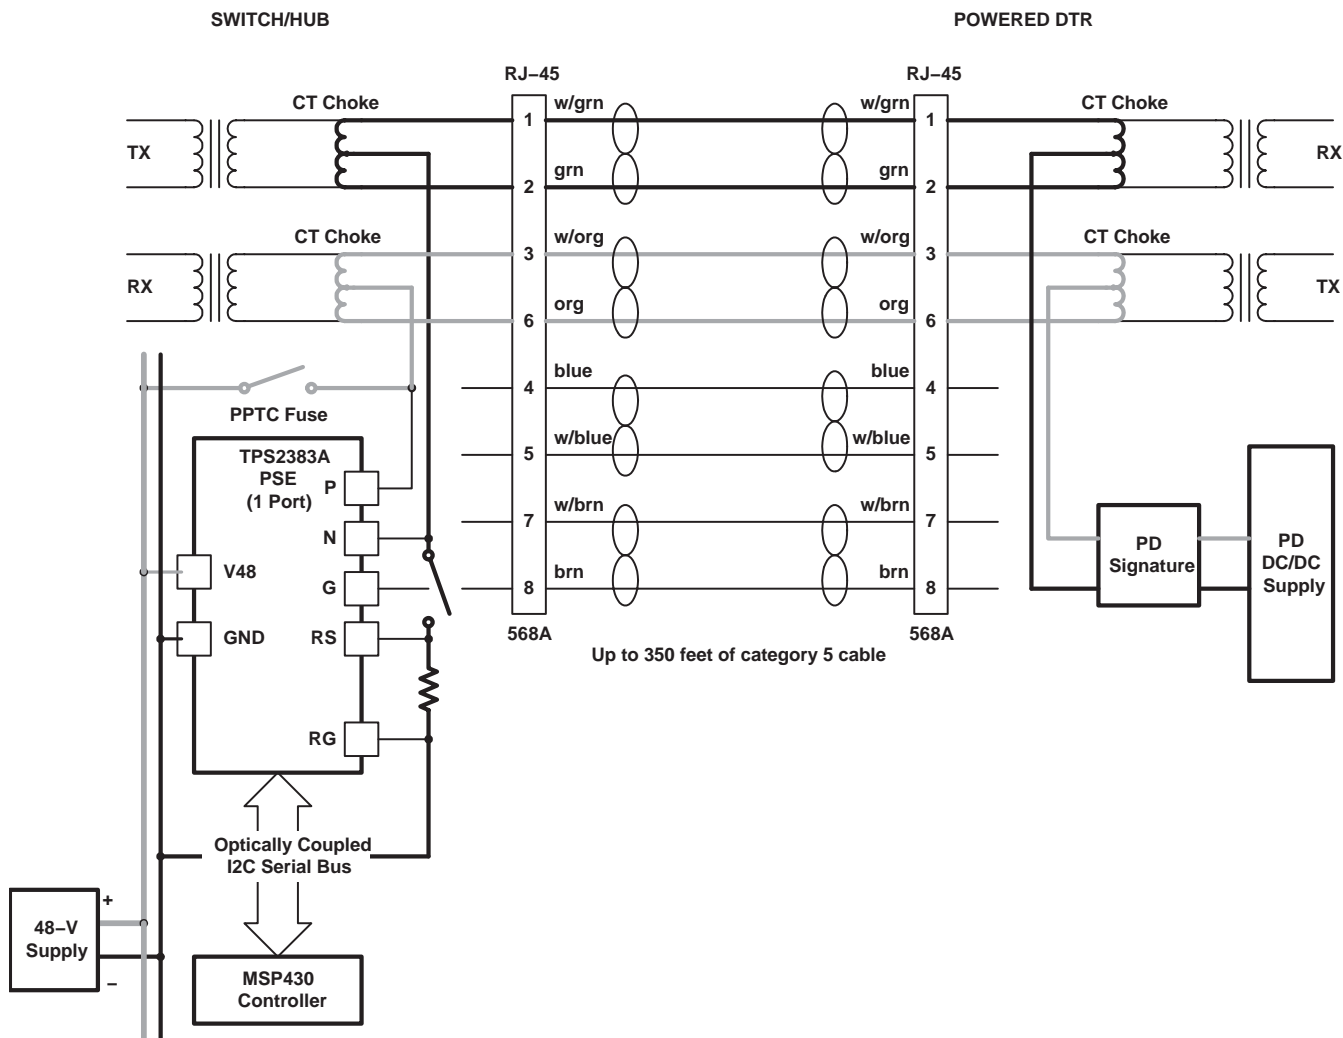 SWITCH/HUB
POWERED DTR
RJ–45
RJ–45
CT Choke
w/grn
w/grn
CT Choke
1
1
TX
RX
grn
grn
2
2
CT Choke
w/org
w/org
CT Choke
3
3
RX
TX
org
org
6
6
blue
blue
4
4
PPTC Fuse
w/blue
w/blue
TPS2383A
PSE
(1 Port)
P
5
5
w/brn
w/brn
7
7
N
V48
G
brn
brn
8
8
PD
Signature
PD
DC/DC
Supply
GND
RS
568A
568A
Up to 350 feet of category 5 cable
RG
Optically Coupled
I2C Serial Bus
+
48–V
Supply
–
MSP430
Controller